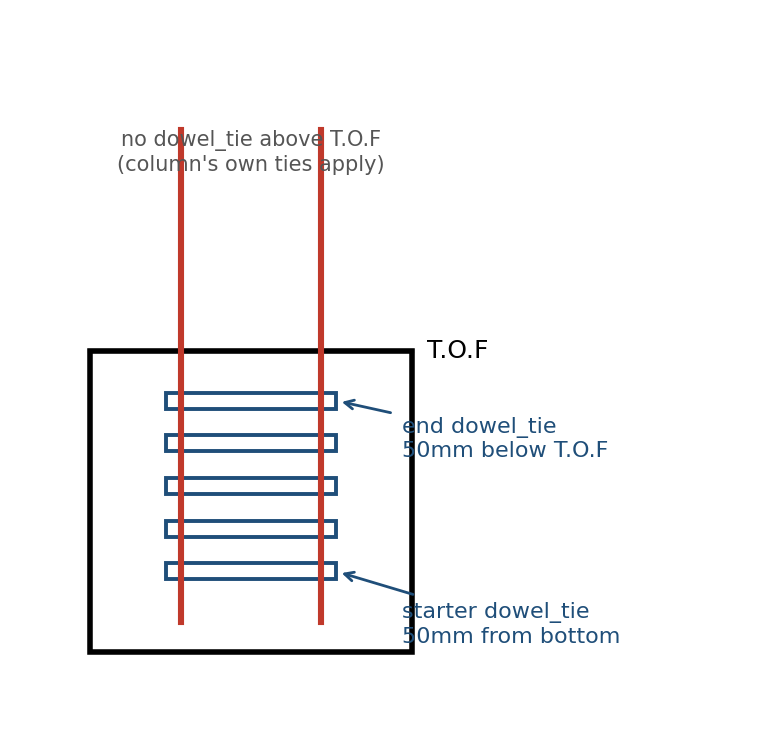 no dowel_tie above T.O.F
(column's own ties apply)
T.O.F
end dowel_tie
50mm below T.O.F
starter dowel_tie
50mm from bottom